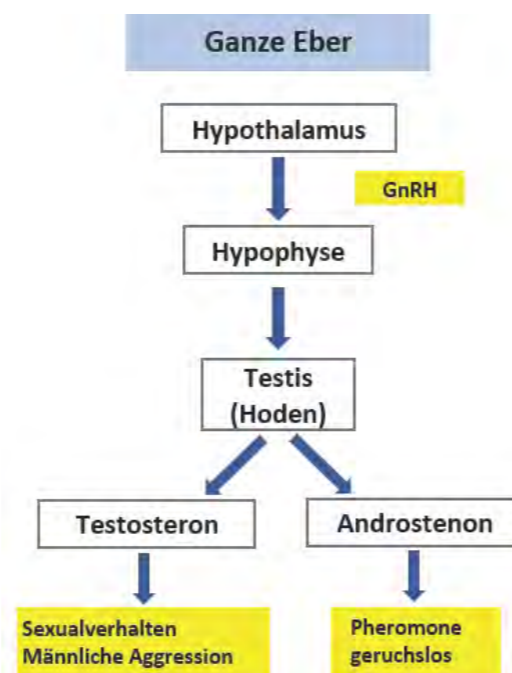 Ganze Eber
Hypothalamus
GnRH
Hypophyse
Testis
(Hoden)
Testosteron
Androstenon
Sexualverhalten
Männliche Aggression
Pheromone
geruchslos